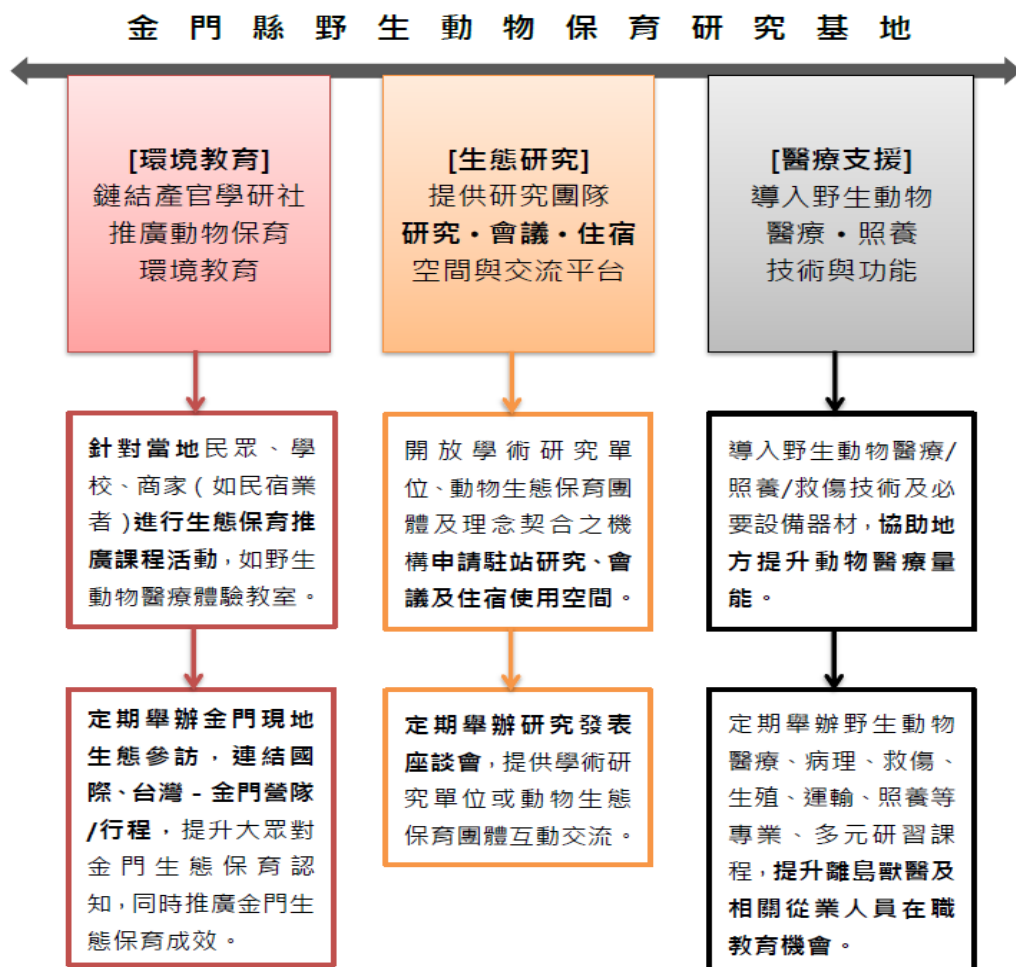 金門縣野生動物保育研究基地
[環境教育]
鏈結產官學研社
推廣動物保育
環境教育
[生態研究]
提供研究團隊
研究・會議・住宿
空間與交流平台
[醫療支援]
導入野生動物
醫療・照養
技術與功能
針對當地民眾、學
校、商家(如民宿業
者)進行生態保育推
廣課程活動,如野生
動物醫療體驗教室。
開放學術研究單
位、動物生態保育團
體及理念契合之機
構申請駐站研究、會
議及住宿使用空間。
導入野生動物醫療/
照養/救傷技術及必
要設備器材,協助地
方提升動物醫療量
能。
定期舉辦金門現地
生態參訪,連結國
際、台灣-金門營隊
/行程,提升大眾對
金門生態保育認
知,同時推廣金門生
態保育成效。
定期舉辦研究發表
座談會,提供學術研
究單位或動物生態
保育團體互動交流。
定期舉辦野生動物
醫療、病理、救傷、
生殖、運輸、照養等
專業、多元研習課
程,提升離島獸醫及
相關從業人員在職
教育機會。